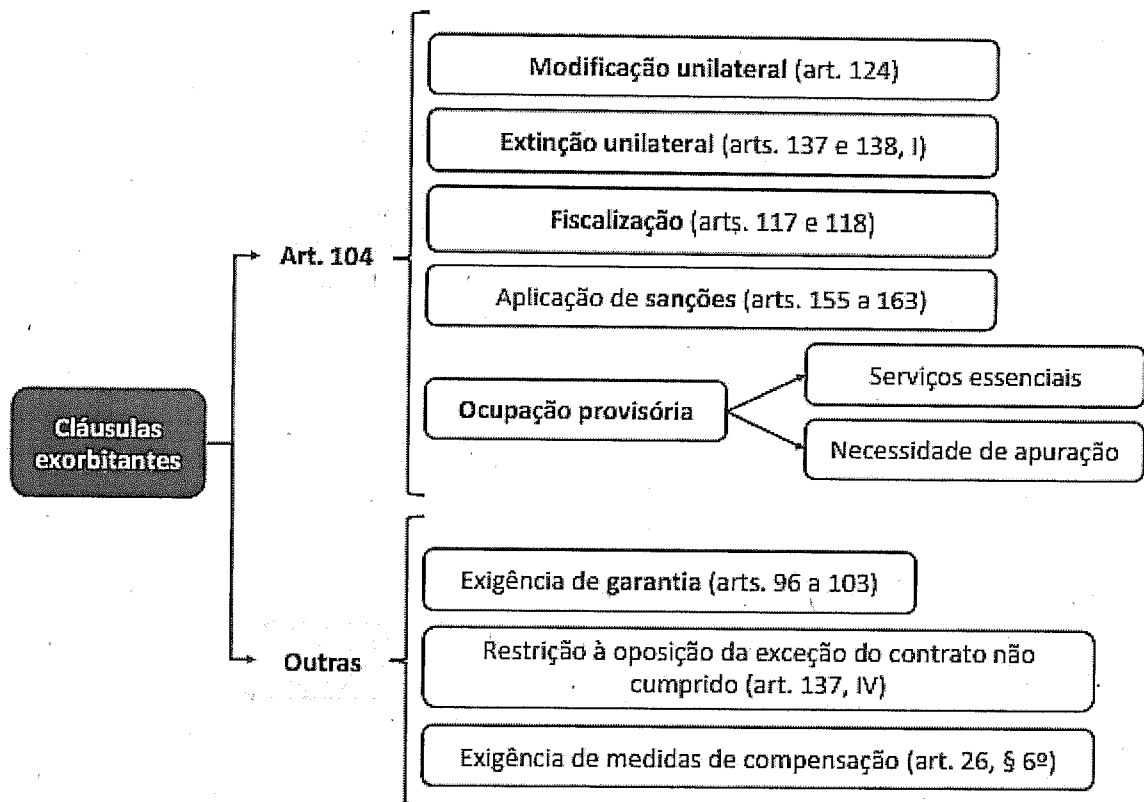 Modificação unilateral (art. 124)
Extinção unilateral (arts. 137 e 138, I)
Fiscalização (arts. 117 e 118)
Art. 104
Aplicação de sanções (arts. 155 a 163)
Serviços essenciais
Ocupação provisória
Necessidade de apuração
Cláusulas
exorbitantes
Exigência de garantia (arts. 96 a 103)
Outras
Restrição à oposição da exceção do contrato não
cumprido (art. 137, IV)
Exigência de medidas de compensação (art. 26, § 6º)